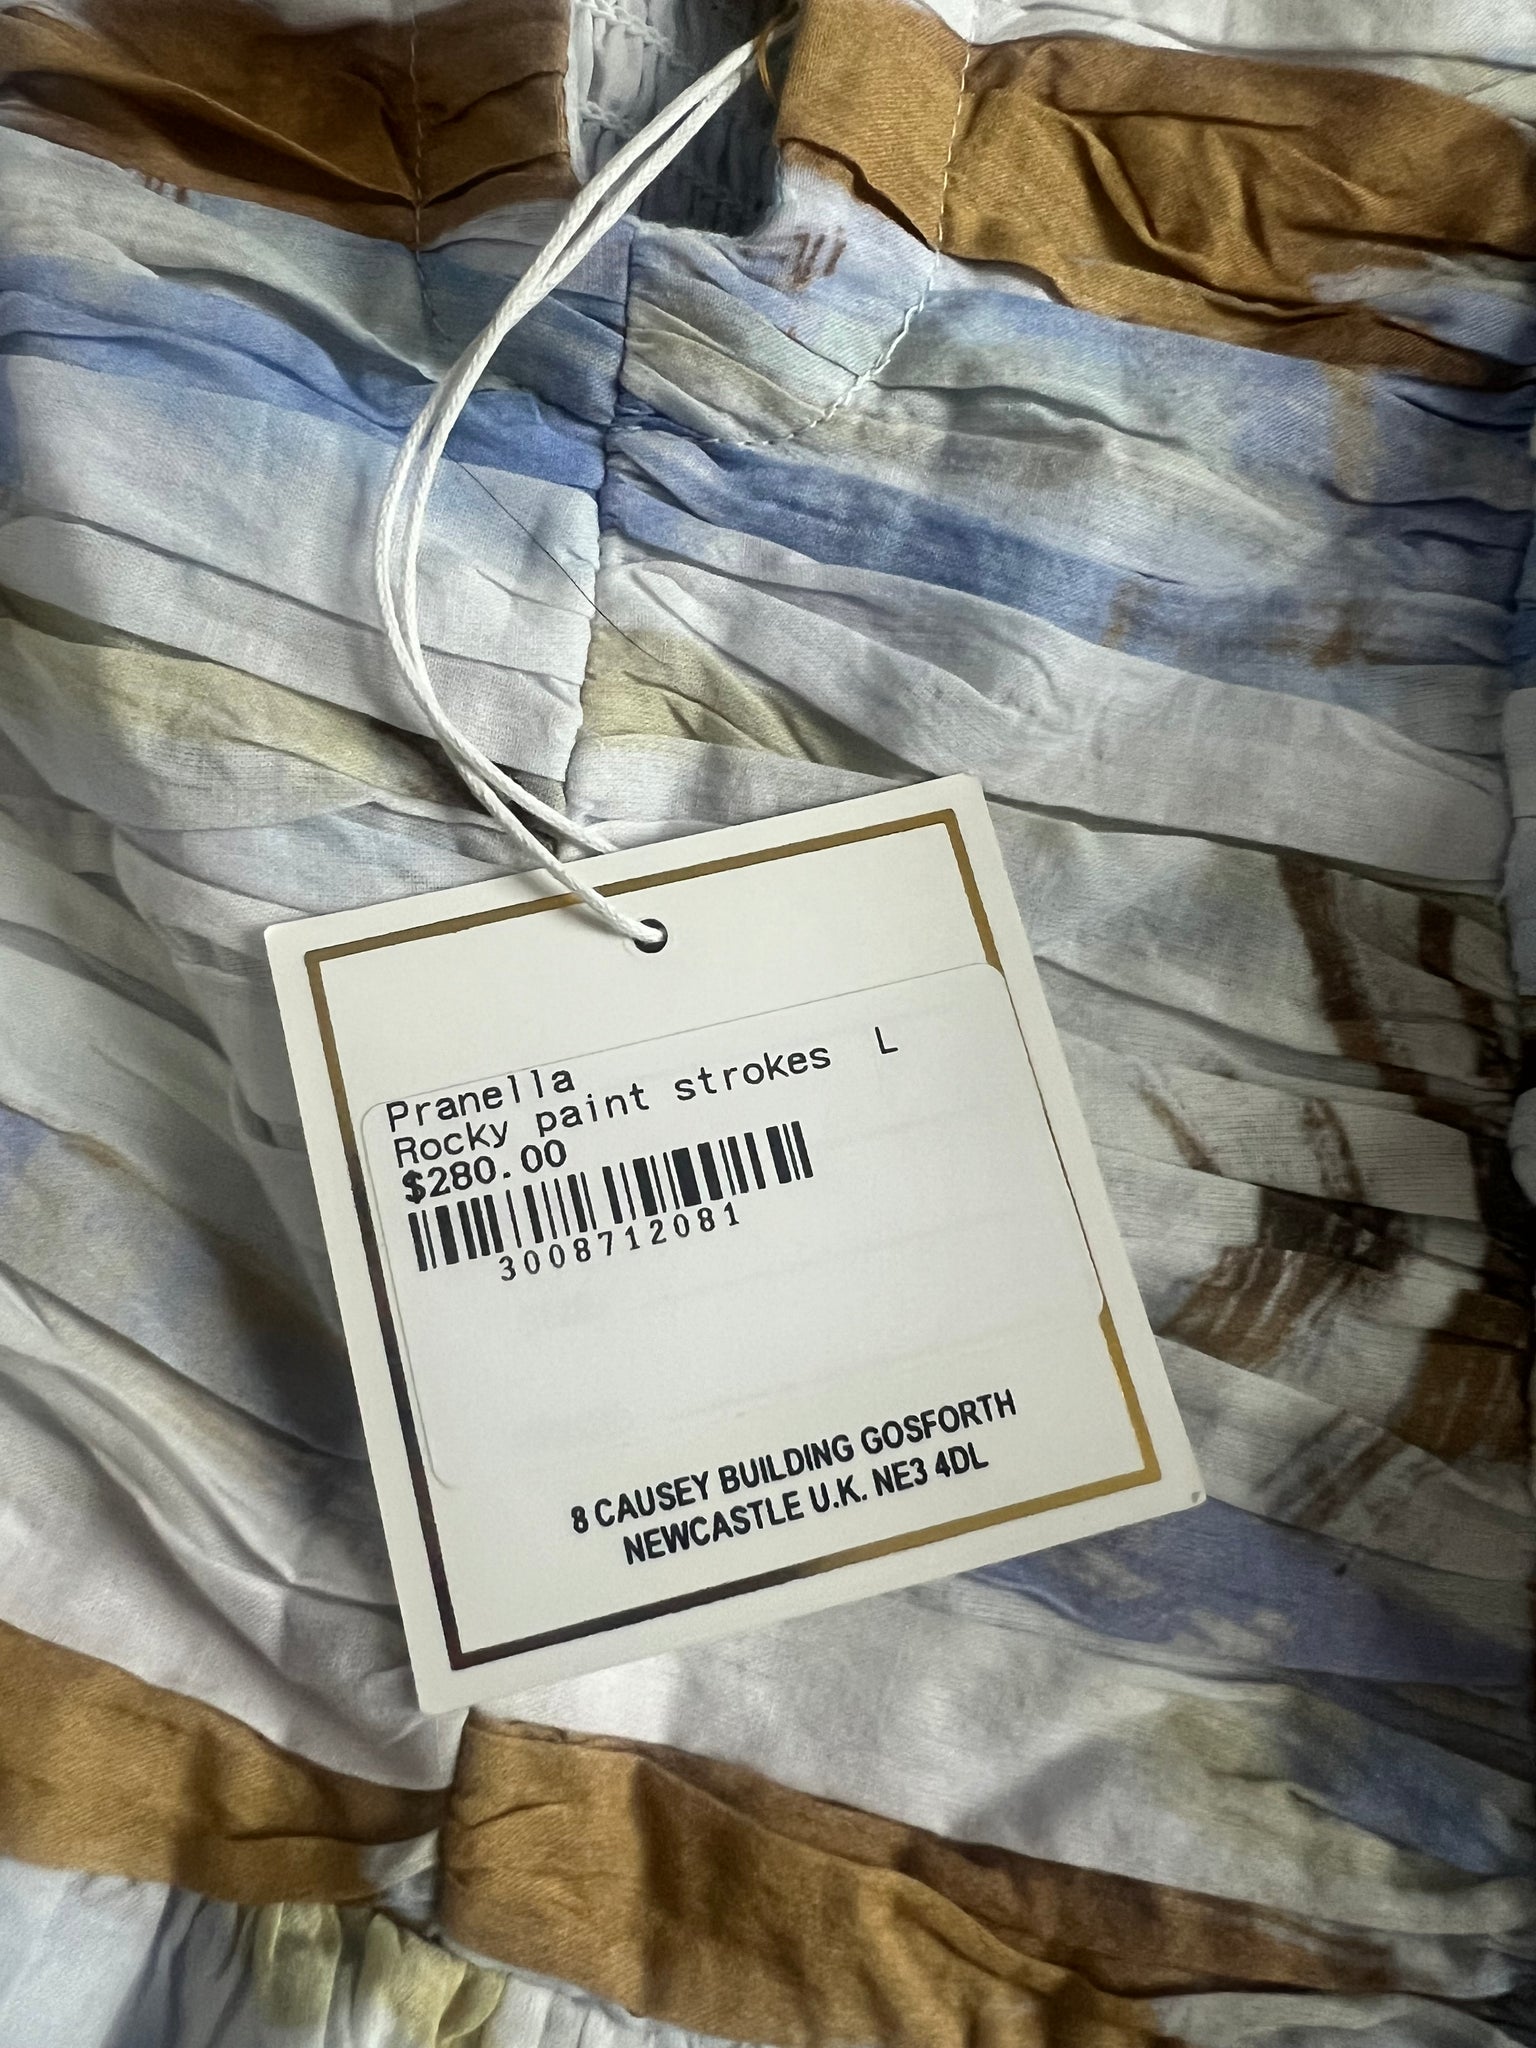 Pranella
Rocky paint strokes L
$280.00
3008712081
8 CAUSEY BUILDING GOSFORTH
NEWCASTLE U.K. NE3 4DL